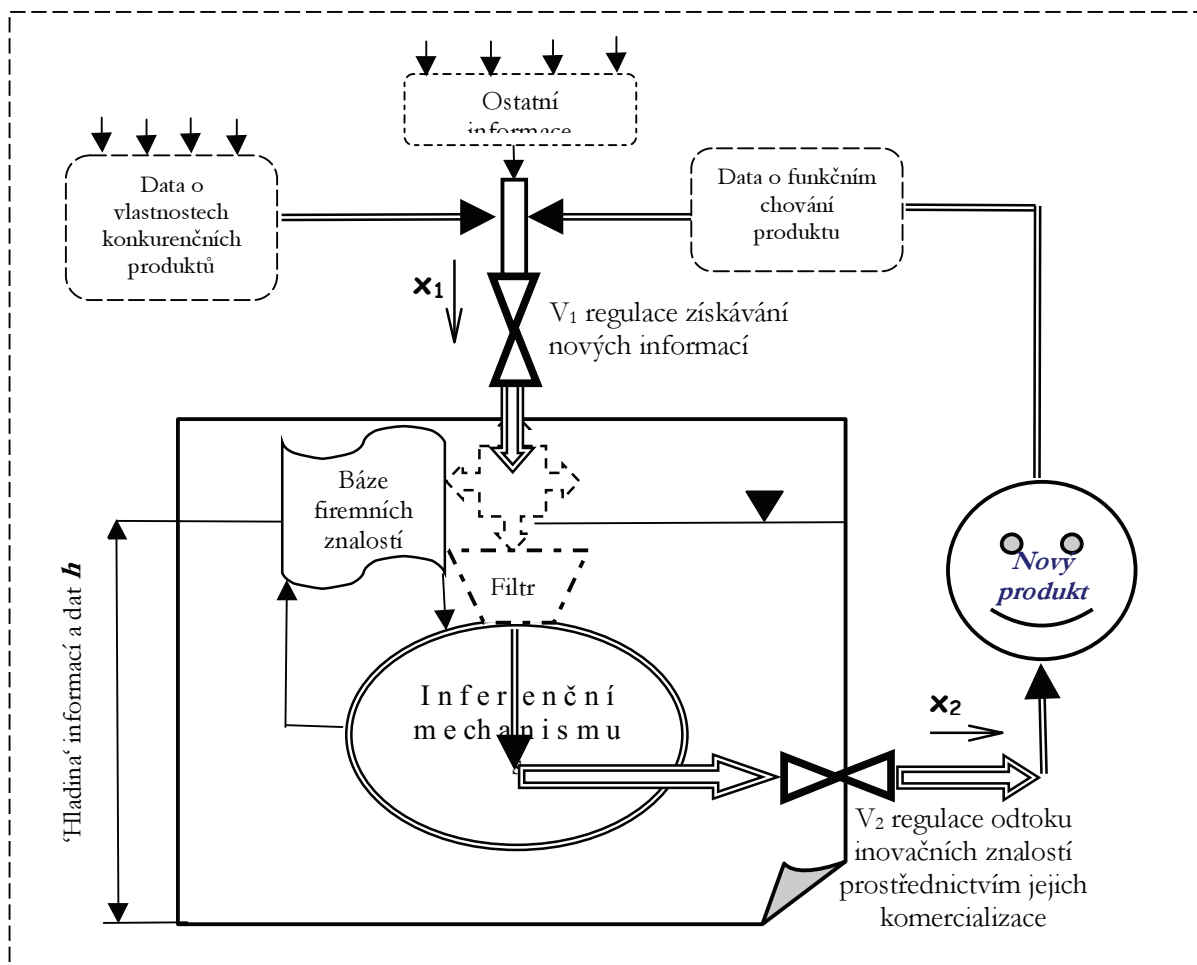 Ostatní
informace
Data o
vlastnostech
konkurenčních
produktů
Data o funkčním
chování
produktu
x₁
V₁ regulace získávání
nových informací
Báze
firemních
znalostí
Filtr
Nový
produkt
Inferenční
mechanismu
x₂
'Hladina' informací a dat h
V₂ regulace odtoku
inovačních znalostí
prostřednictvím jejich
komercializace